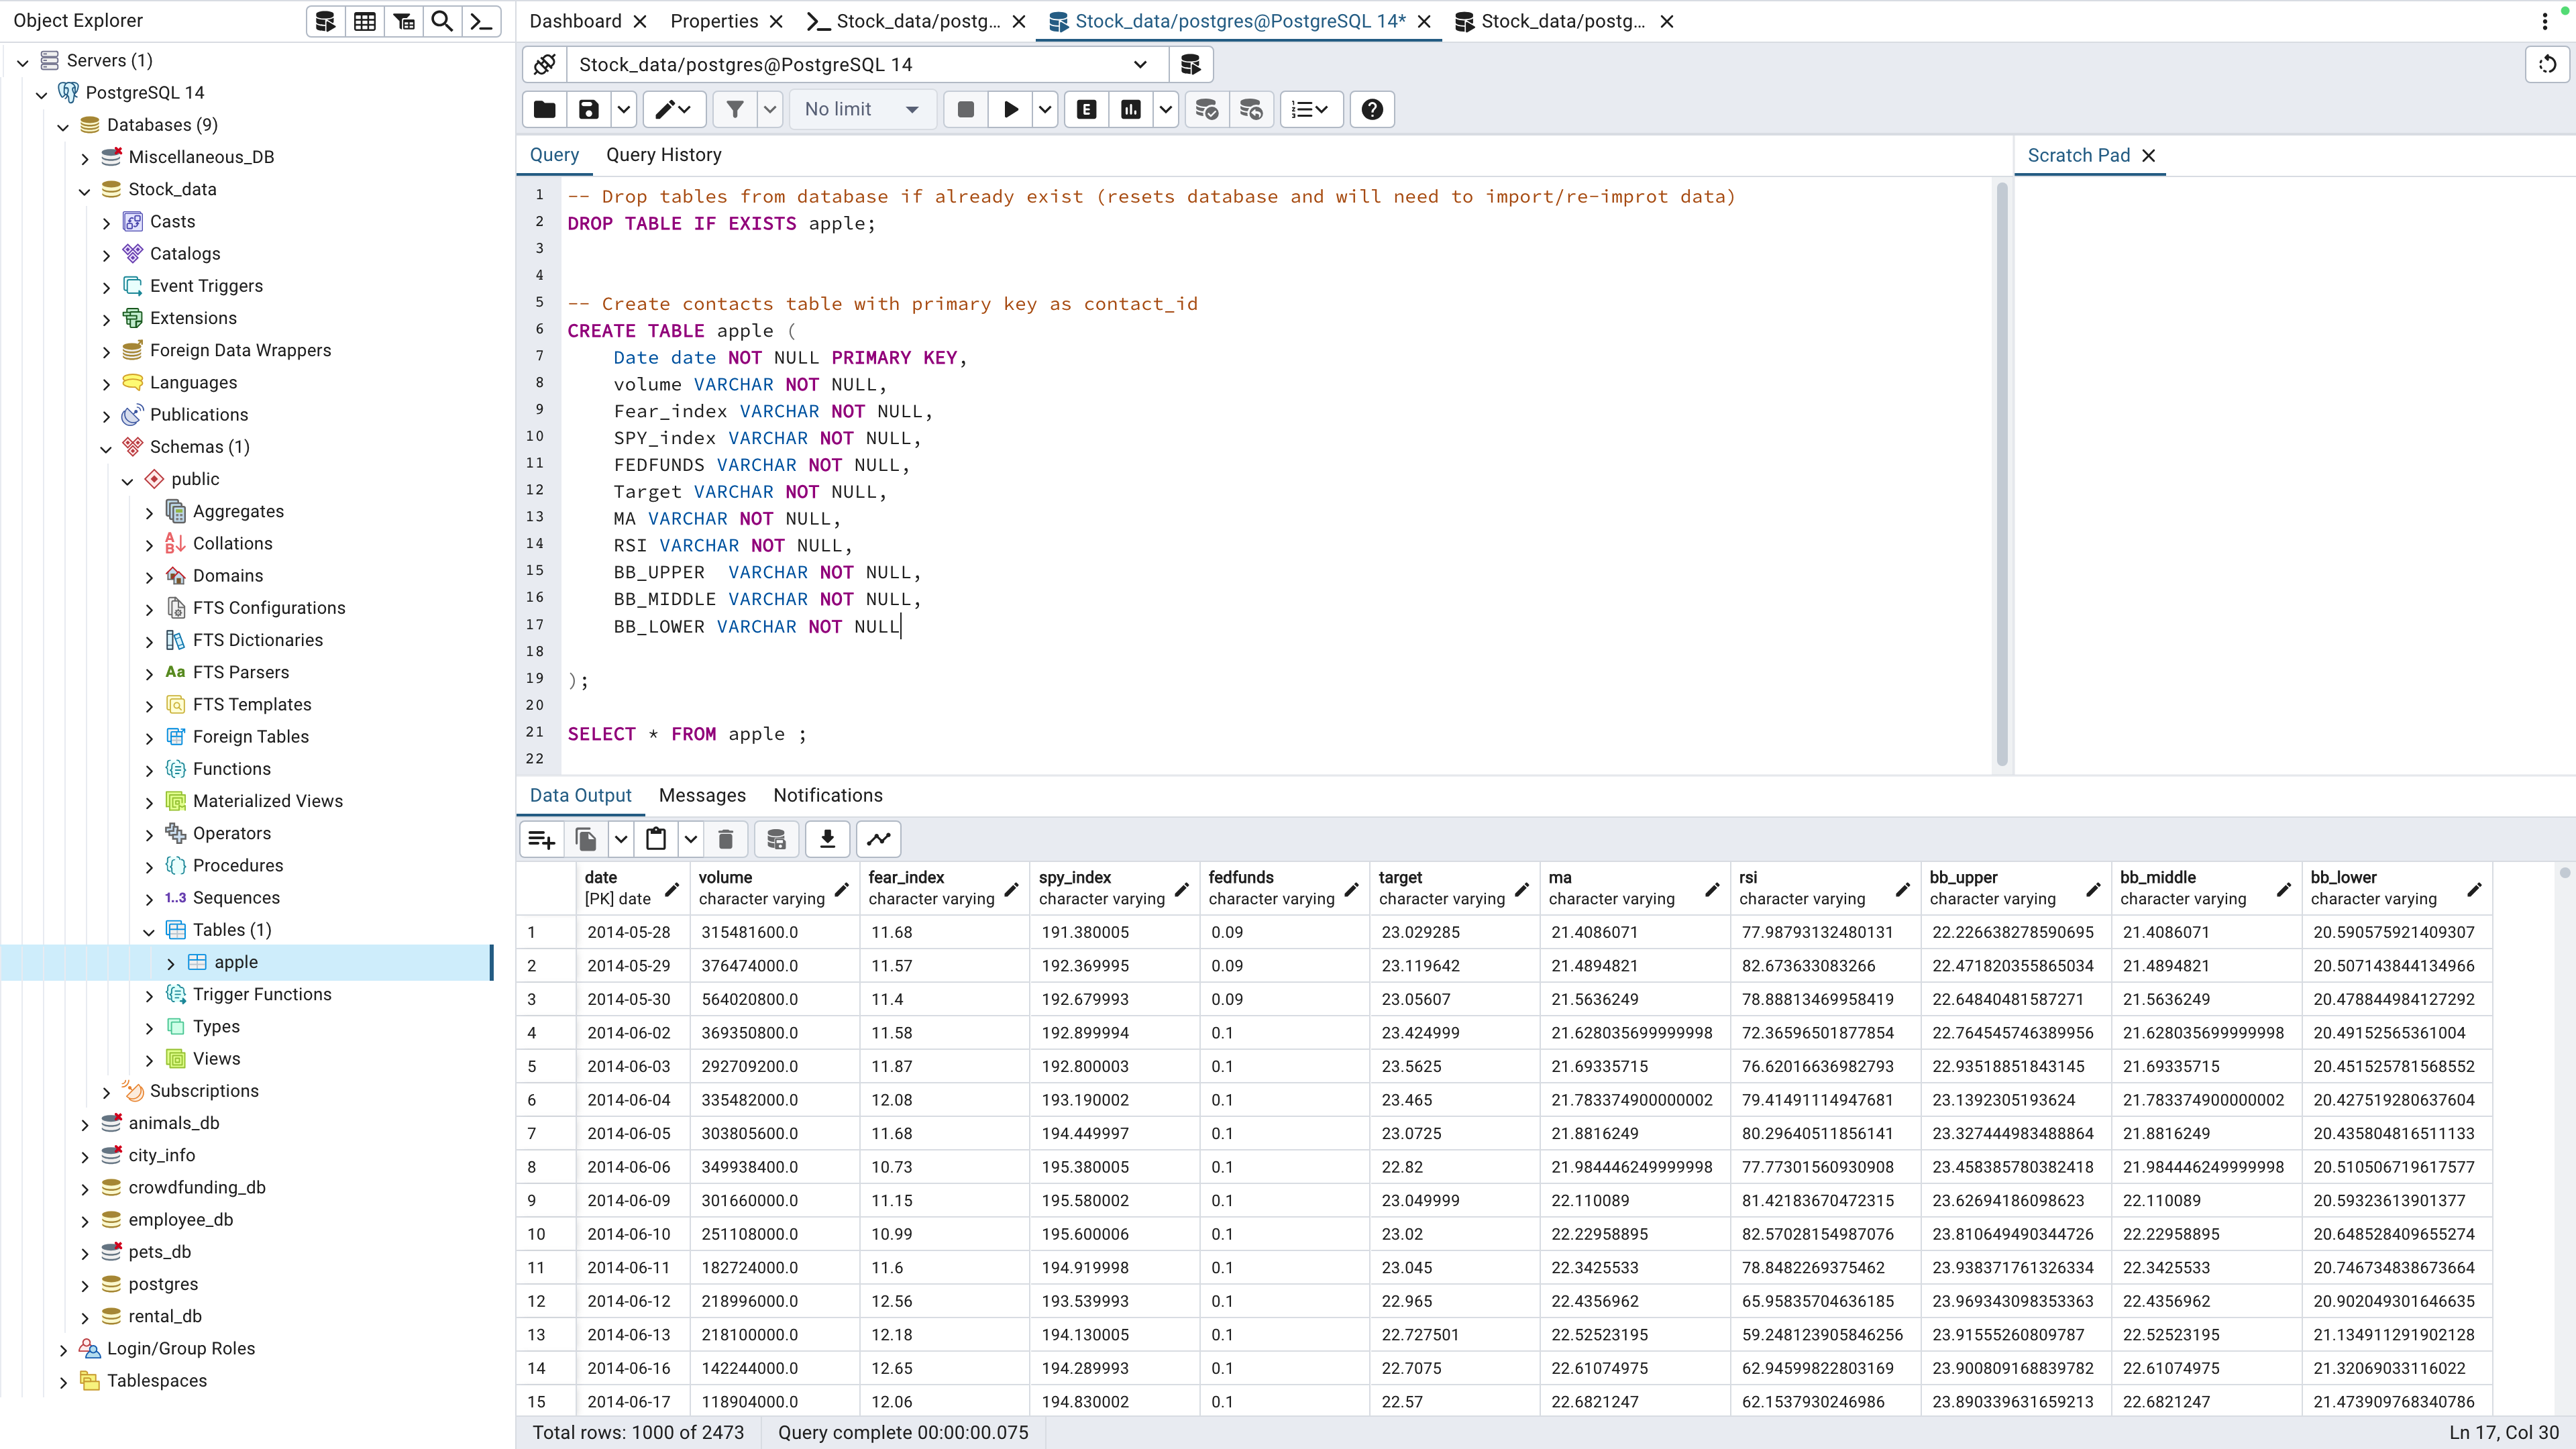 Object Explorer
Dashboard
Properties
Stock_data/postg...
Stock_data/postgres@PostgreSQL 14*
Stock_data/postg...
Servers (1)
PostgreSQL 14
Databases (9)
Miscellaneous_DB
Stock_data
Casts
Catalogs
Event Triggers
Extensions
Foreign Data Wrappers
Languages
Publications
Schemas (1)
public
Aggregates
Collations
Domains
FTS Configurations
FTS Dictionaries
Aa FTS Parsers
FTS Templates
Foreign Tables
Functions
Materialized Views
Operators
Procedures
1..3 Sequences
Tables (1)
apple
Trigger Functions
Types
Views
Subscriptions
animals_db
city_info
crowdfunding_db
employee_db
pets_db
postgres
rental_db
Login/Group Roles
Tablespaces
Stock_data/postgres@PostgreSQL 14
No limit
E
Query
Query History
Scratch Pad
1 -- Drop tables from database if already exist (resets database and will need to import/re-improt data)
2 DROP TABLE IF EXISTS apple;
3
4
5 -- Create contacts table with primary key as contact_id
6 CREATE TABLE apple (
7 Date date NOT NULL PRIMARY KEY,
8 volume VARCHAR NOT NULL,
9 Fear_index VARCHAR NOT NULL,
10 SPY_index VARCHAR NOT NULL,
11 FEDFUNDS VARCHAR NOT NULL,
12 Target VARCHAR NOT NULL,
13 MA VARCHAR NOT NULL,
14 RSI VARCHAR NOT NULL,
15 BB_UPPER  VARCHAR NOT NULL,
16 BB_MIDDLE VARCHAR NOT NULL,
17 BB_LOWER VARCHAR NOT NULL
18
19 );
20
21 SELECT * FROM apple ;
22
Data Output
Messages
Notifications
date volume fear_index spy_index fedfunds target ma rsi bb_upper bb_middle bb_lower
[PK] date character varying character varying character varying character varying character varying character varying character varying character varying character varying character varying
1 2014-05-28 315481600.0 11.68 191.380005 0.09 23.029285 21.4086071 77.98793132480131 22.226638278590695 21.4086071 20.590575921409307
2 2014-05-29 376474000.0 11.57 192.369995 0.09 23.119642 21.4894821 82.673633083266 22.471820355865034 21.4894821 20.507143844134966
3 2014-05-30 564020800.0 11.4 192.679993 0.09 23.05607 21.5636249 78.88813469958419 22.64840481587271 21.5636249 20.478844984127292
4 2014-06-02 369350800.0 11.58 192.899994 0.1 23.424999 21.628035699999998 72.36596501877854 22.764545746389956 21.628035699999998 20.49152565361004
5 2014-06-03 292709200.0 11.87 192.800003 0.1 23.5625 21.69335715 76.62016636982793 22.93518851843145 21.69335715 20.451525781568552
6 2014-06-04 335482000.0 12.08 193.190002 0.1 23.465 21.783374900000002 79.41491114947681 23.1392305193624 21.783374900000002 20.427519280637604
7 2014-06-05 303805600.0 11.68 194.449997 0.1 23.0725 21.8816249 80.29640511856141 23.327444983488864 21.8816249 20.435804816511133
8 2014-06-06 349938400.0 10.73 195.380005 0.1 22.82 21.984446249999998 77.77301560930908 23.458385780382418 21.984446249999998 20.510506719617577
9 2014-06-09 301660000.0 11.15 195.580002 0.1 23.049999 22.110089 81.42183670472315 23.62694186098623 22.110089 20.59323613901377
10 2014-06-10 251108000.0 10.99 195.600006 0.1 23.02 22.22958895 82.57028154987076 23.810649490344726 22.22958895 20.648528409655274
11 2014-06-11 182724000.0 11.6 194.919998 0.1 23.045 22.3425533 78.8482269375462 23.938371761326334 22.3425533 20.746734838673664
12 2014-06-12 218996000.0 12.56 193.539993 0.1 22.965 22.4356962 65.95835704636185 23.969343098353363 22.4356962 20.902049301646635
13 2014-06-13 218100000.0 12.18 194.130005 0.1 22.727501 22.52523195 59.248123905846256 23.91555260809787 22.52523195 21.134911291902128
14 2014-06-16 142244000.0 12.65 194.289993 0.1 22.7075 22.61074975 62.94599822803169 23.900809168839782 22.61074975 21.32069033116022
15 2014-06-17 118904000.0 12.06 194.830002 0.1 22.57 22.6821247 62.1537930246986 23.890339631659213 22.6821247 21.473909768340786
Total rows: 1000 of 2473
Query complete 00:00:00.075
Ln 17, Col 30